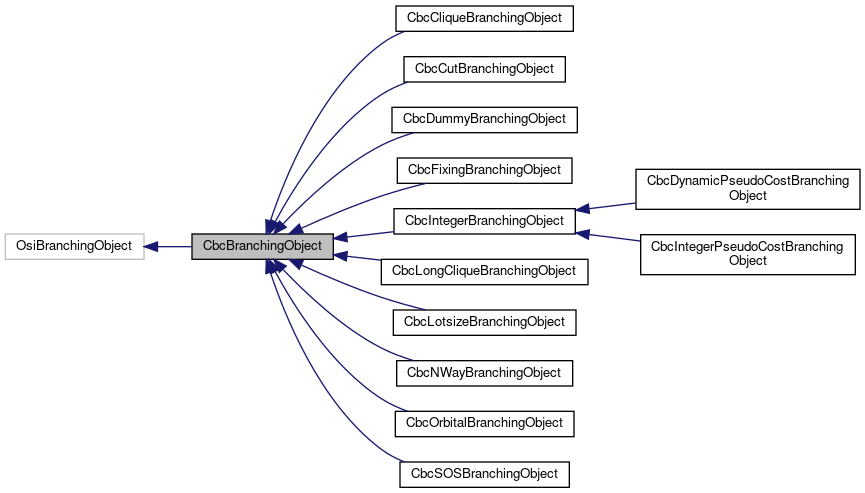 CbcCliqueBranchingObject
CbcCutBranchingObject
CbcDummyBranchingObject
CbcFixingBranchingObject
CbcDynamicPseudoCostBranching
Object
CbcIntegerBranchingObject
OsiBranchingObject
CbcBranchingObject
CbcIntegerPseudoCostBranching
Object
CbcLongCliqueBranchingObject
CbcLotsizeBranchingObject
CbcNWayBranchingObject
CbcOrbitalBranchingObject
CbcSOSBranchingObject